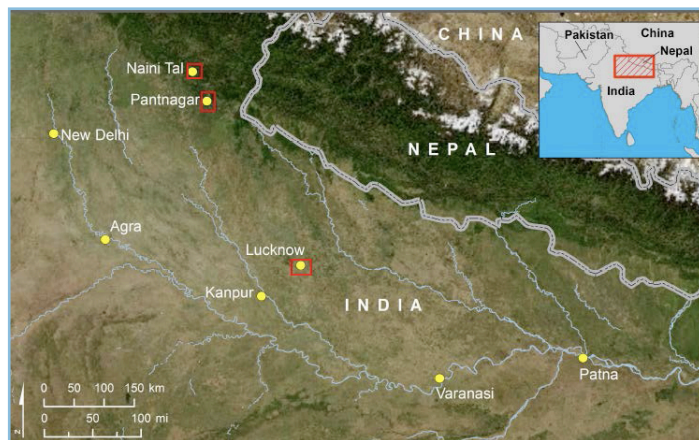 CHINA
Pakistan
China
Nepal
India
Naini Tal
Pantnagar
New Delhi
NEPAL
Agra
Lucknow
Kanpur
INDIA
Varanasi
Patna
0 50 100 150 km
0 50 100 mi
N